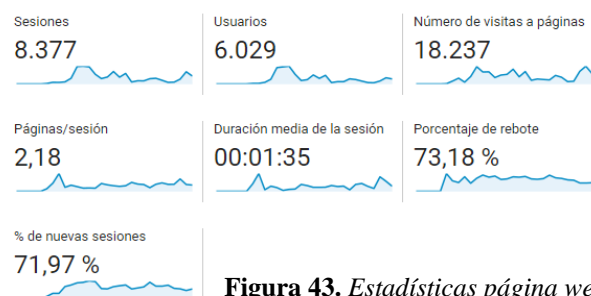 Sesiones
8.377
Usuarios
6.029
Número de visitas a páginas
18.237
Páginas/sesión
2,18
Duración media de la sesión
00:01:35
Porcentaje de rebote
73,18 %
% de nuevas sesiones
71,97 %
Figura 43. Estadísticas página we